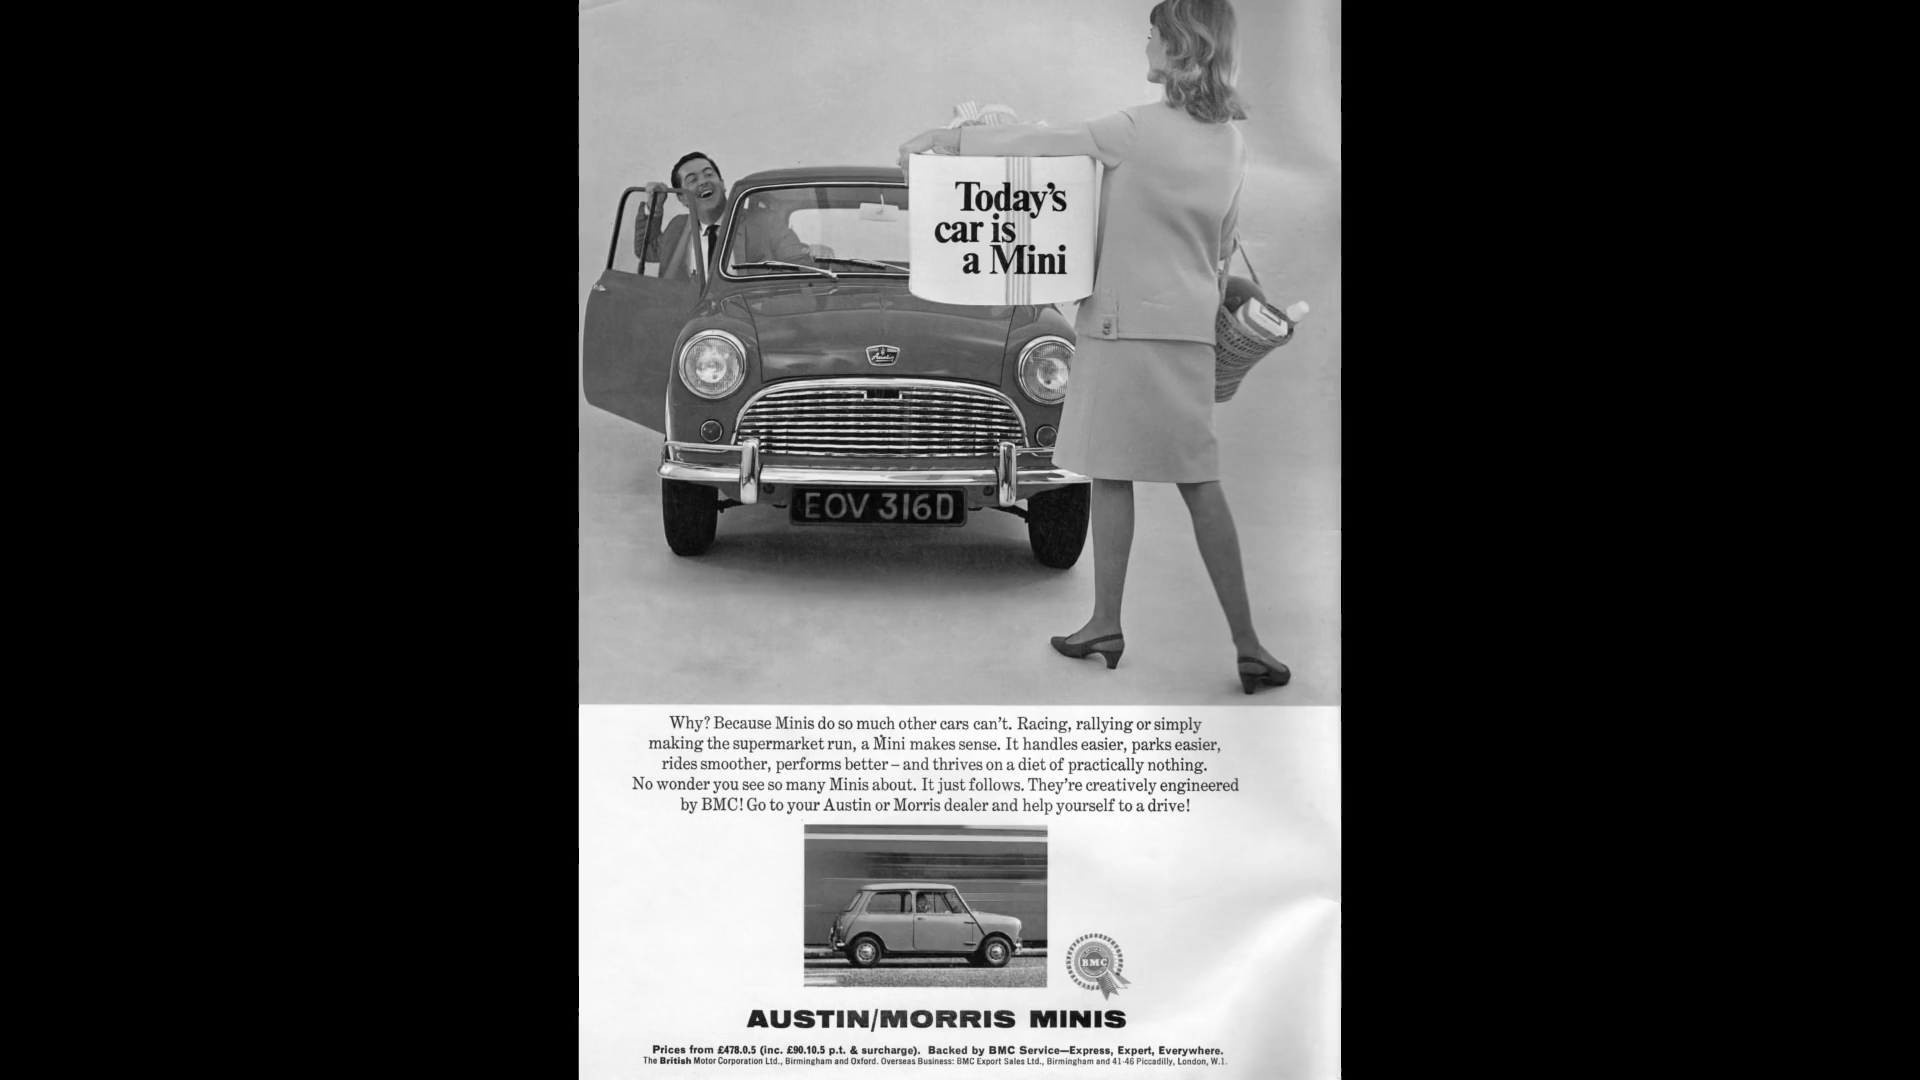 Today's
car is
a Mini
Austin
EOV 316D
Why? Because Minis do so much other cars can't. Racing, rallying or simply
making the supermarket run, a Mini makes sense. It handles easier, parks easier,
rides smoother, performs better – and thrives on a diet of practically nothing.
No wonder you see so many Minis about. It just follows. They're creatively engineered
by BMC! Go to your Austin or Morris dealer and help yourself to a drive!
BMC
AUSTIN/MORRIS MINIS
Prices from £478.0.5 (inc. £90.10.5 p.t. & surcharge). Backed by BMC Service—Express, Expert, Everywhere.
The British Motor Corporation Ltd., Birmingham and Oxford. Overseas Business: BMC Export Sales Ltd., Birmingham and 41-46 Piccadilly, London, W.1.